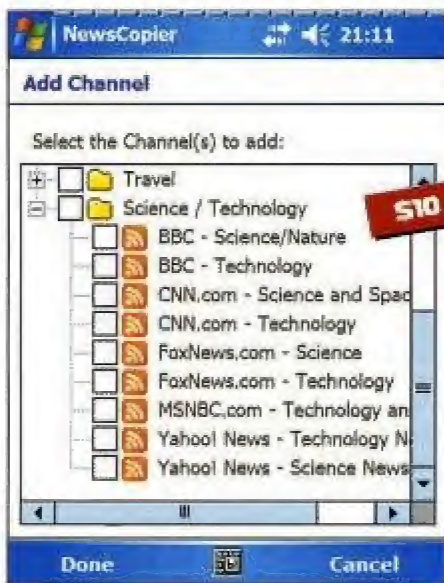 NewsCopier 21:11
Add Channel
Select the Channel(s) to add:
Travel
Science / Technology
$10
BBC - Science/Nature
BBC - Technology
CNN.com - Science and Spac
CNN.com - Technology
FoxNews.com - Science
FoxNews.com - Technology
MSNBC.com - Technology an
Yahoo! News - Technology N
Yahoo! News - Science News
Done Cancel